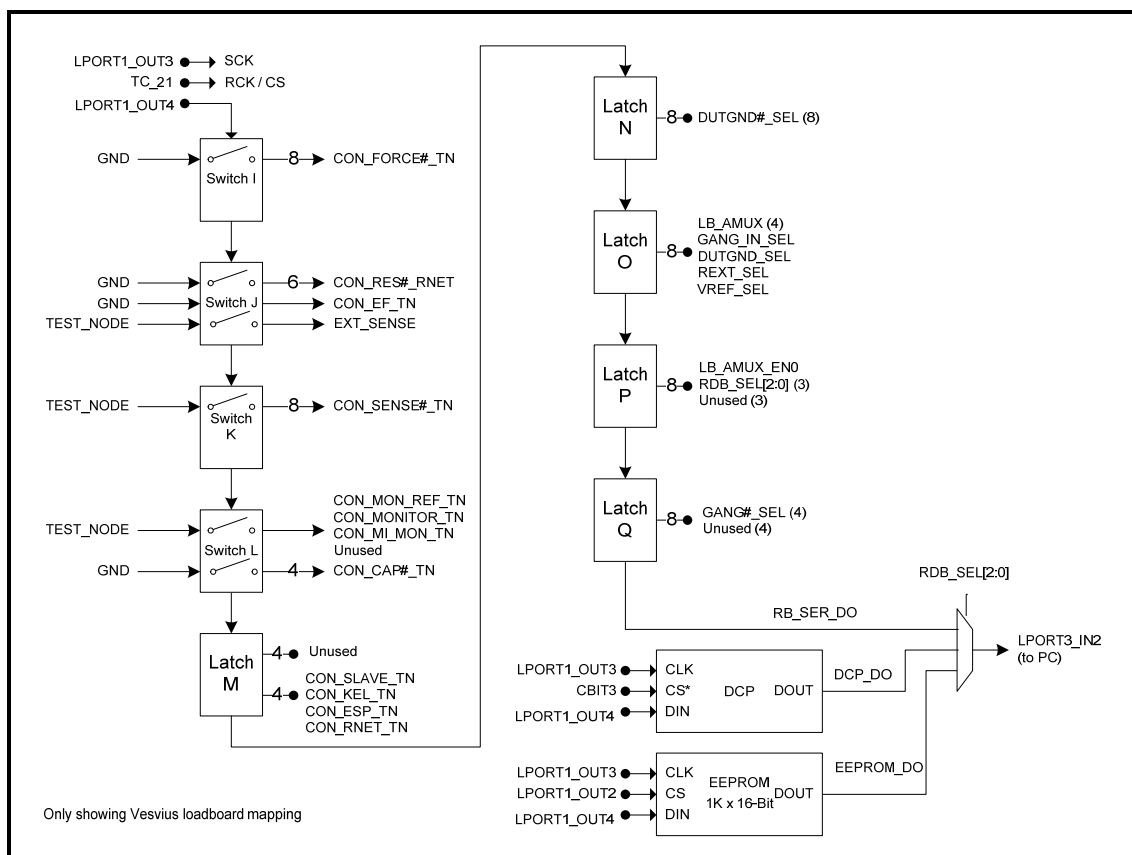 LPORT1_OUT3
SCK
TC_21
RCK / CS
LPORT1_OUT4
GND
Switch I
8
CON_FORCE#_TN
GND
6
CON_RES#_RNET
GND
Switch J
CON_EF_TN
TEST_NODE
EXT_SENSE
TEST_NODE
8
CON_SENSE#_TN
Switch
K
CON_MON_REF_TN
TEST_NODE
CON_MONITOR_TN
CON_MI_MON_TN
Switch L
Unused
GND
4
CON_CAP#_TN
Latch
M
4
Unused
4
CON_SLAVE_TN
CON_KEL_TN
CON_ESP_TN
CON_RNET_TN
Only showing Vesvius loadboard mapping
Latch
N
8
DUTGND#_SEL (8)
Latch
O
8
LB_AMUX (4)
GANG_IN_SEL
DUTGND_SEL
REXT_SEL
VREF_SEL
Latch
P
8
LB_AMUX_EN0
RDB_SEL[2:0] (3)
Unused (3)
Latch
Q
8
GANG#_SEL (4)
Unused (4)
RDB_SEL[2:0]
RB_SER_DO
LPORT3_IN2
(to PC)
LPORT1_OUT3
CLK
CBIT3
CS*
DCP
DOUT
DCP_DO
LPORT1_OUT4
DIN
LPORT1_OUT3
CLK
EEPROM
1K x 16-Bit
LPORT1_OUT2
CS
DOUT
EEPROM_DO
LPORT1_OUT4
DIN